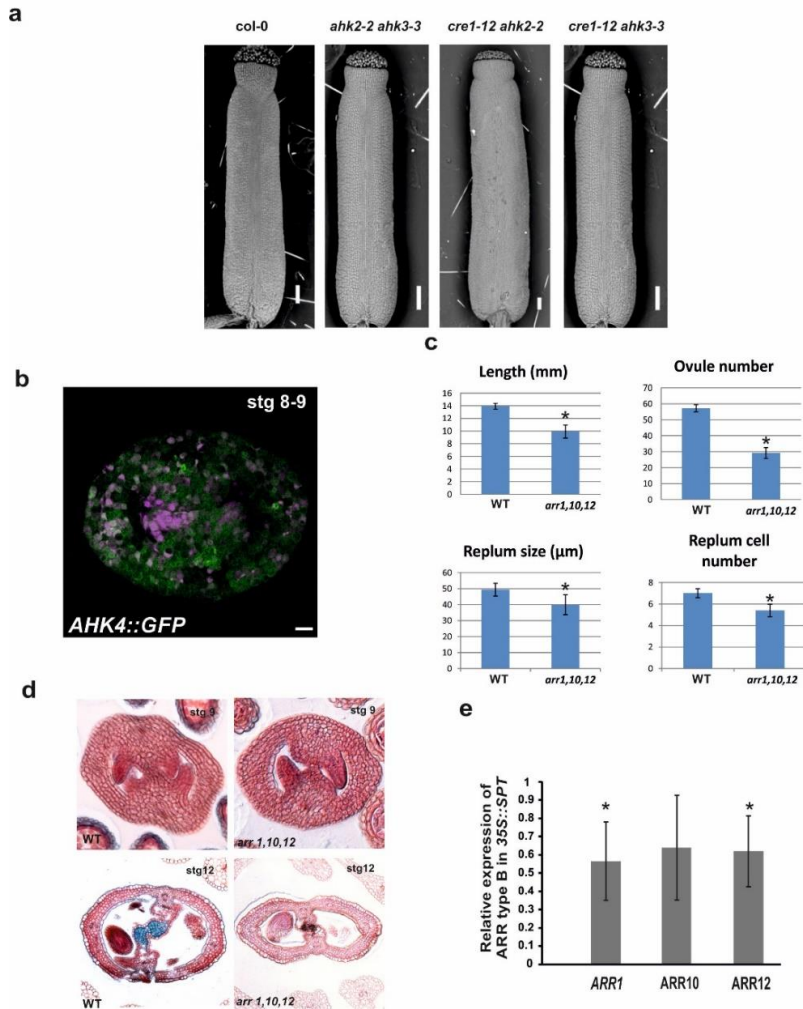 a
col-0
ahk2-2 ahk3-3
cre1-12 ahk2-2
cre1-12 ahk3-3
b
stg 8-9
AHK4::GFP
c
Length (mm)
16
14
12
10
8
6
4
2
0
*
WT
arr1,10,12
Ovule number
70
60
50
40
30
20
10
0
*
WT
arr1,10,12
Replum size (µm)
60
50
40
30
20
10
0
*
WT
arr1,10,12
Replum cell
number
8
6
4
2
0
*
WT
arr1,10,12
d
stg 9
WT
stg 9
arr 1,10,12
stg12
WT
stg12
arr 1,10,12
e
Relative expression of
ARR type B in 35S::SPT
1
0.9
0.8
0.7
0.6
0.5
0.4
0.3
0.2
0.1
0
*
*
ARR1
ARR10
ARR12